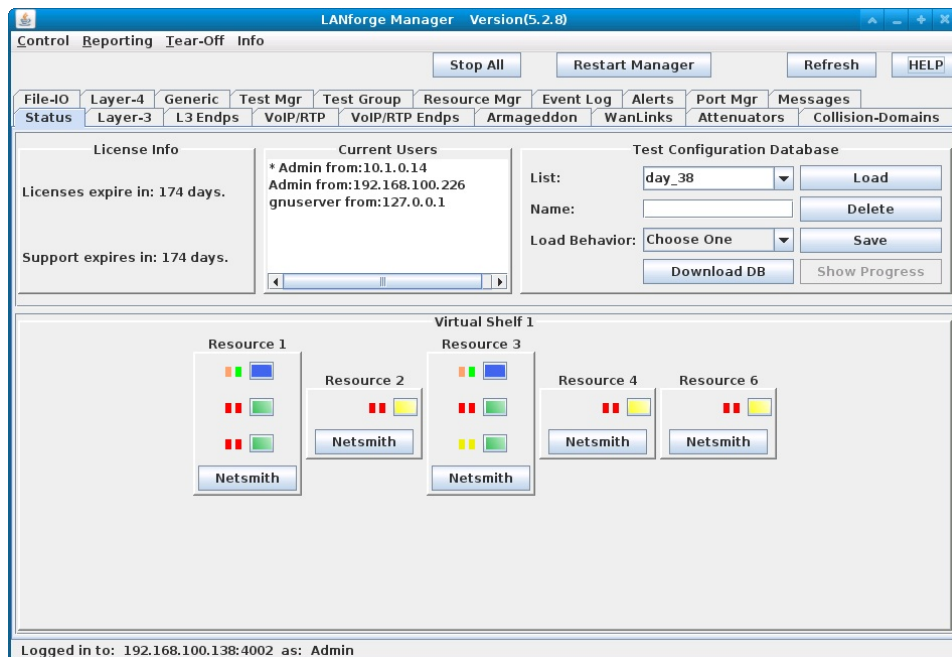 LANforge Manager Version(5.2.8)
Control Reporting Tear-Off Info
Stop All Restart Manager Refresh HELP
File-IO Layer-4 Generic Test Mgr Test Group Resource Mgr Event Log Alerts Port Mgr Messages
Status Layer-3 L3 Endps VoIP/RTP VoIP/RTP Endps Armageddon WanLinks Attenuators Collision-Domains
License Info
Licenses expire in: 174 days.
Support expires in: 174 days.
Current Users
* Admin from:10.1.0.14
Admin from:192.168.100.226
gnuserver from:127.0.0.1
Test Configuration Database
List: day_38 Load
Name: Delete
Load Behavior: Choose One Save
Download DB Show Progress
Virtual Shelf 1
Resource 1
Netsmith
Resource 2
Netsmith
Resource 3
Netsmith
Resource 4
Netsmith
Resource 6
Netsmith
Logged in to: 192.168.100.138:4002 as: Admin